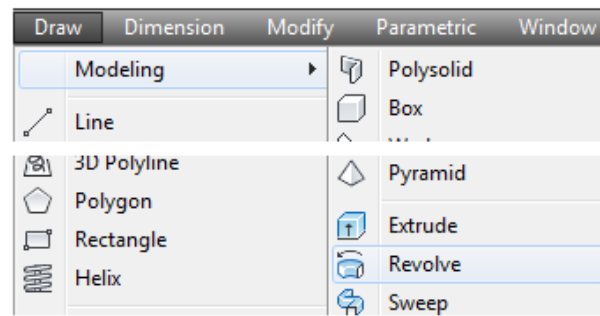 Draw Dimension Modify Parametric Window
Modeling
Line
3D Polyline
Polygon
Rectangle
Helix
Polysolid
Box
Pyramid
Extrude
Revolve
Sweep